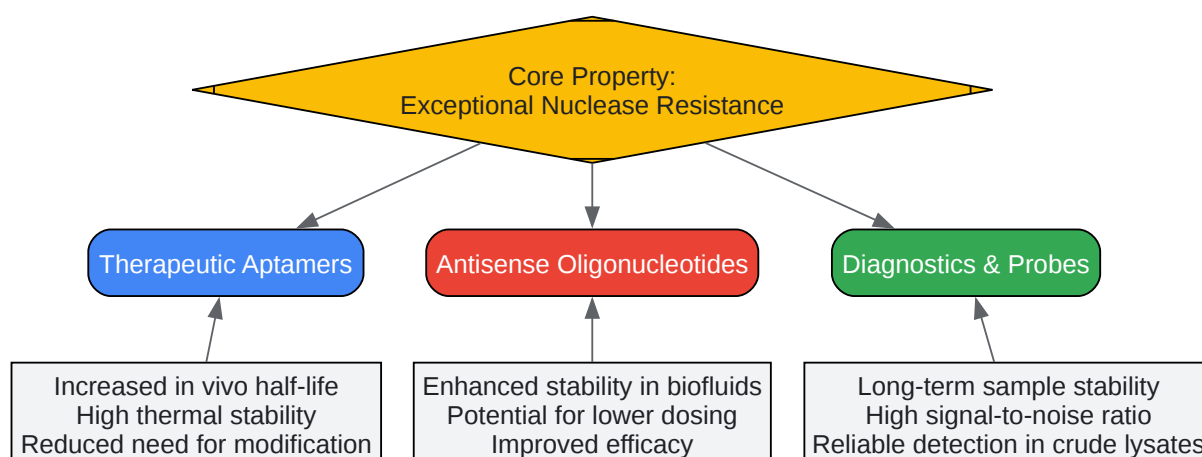 Core Property:
Exceptional Nuclease Resistance
Therapeutic Aptamers
Antisense Oligonucleotides
Diagnostics & Probes
Increased in vivo half-life
High thermal stability
Reduced need for modification
Enhanced stability in biofluids
Potential for lower dosing
Improved efficacy
Long-term sample stability
High signal-to-noise ratio
Reliable detection in crude lysates